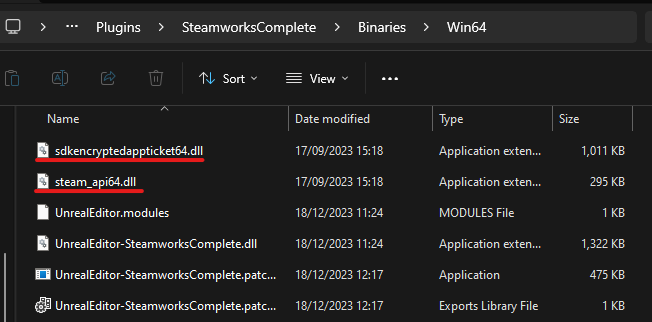 Plugins SteamworksComplete Binaries Win64
Sort View
Name Date modified Type Size
sdkencryptedappticket64.dll 17/09/2023 15:18 Application exten... 1,011 KB
steam_api64.dll 17/09/2023 15:18 Application exten... 295 KB
UnrealEditor.modules 18/12/2023 11:24 MODULES File 1 KB
UnrealEditor-SteamworksComplete.dll 18/12/2023 11:24 Application exten... 1,322 KB
UnrealEditor-SteamworksComplete.patc... 18/12/2023 12:17 Application 475 KB
UnrealEditor-SteamworksComplete.patc... 18/12/2023 12:17 Exports Library File 1 KB